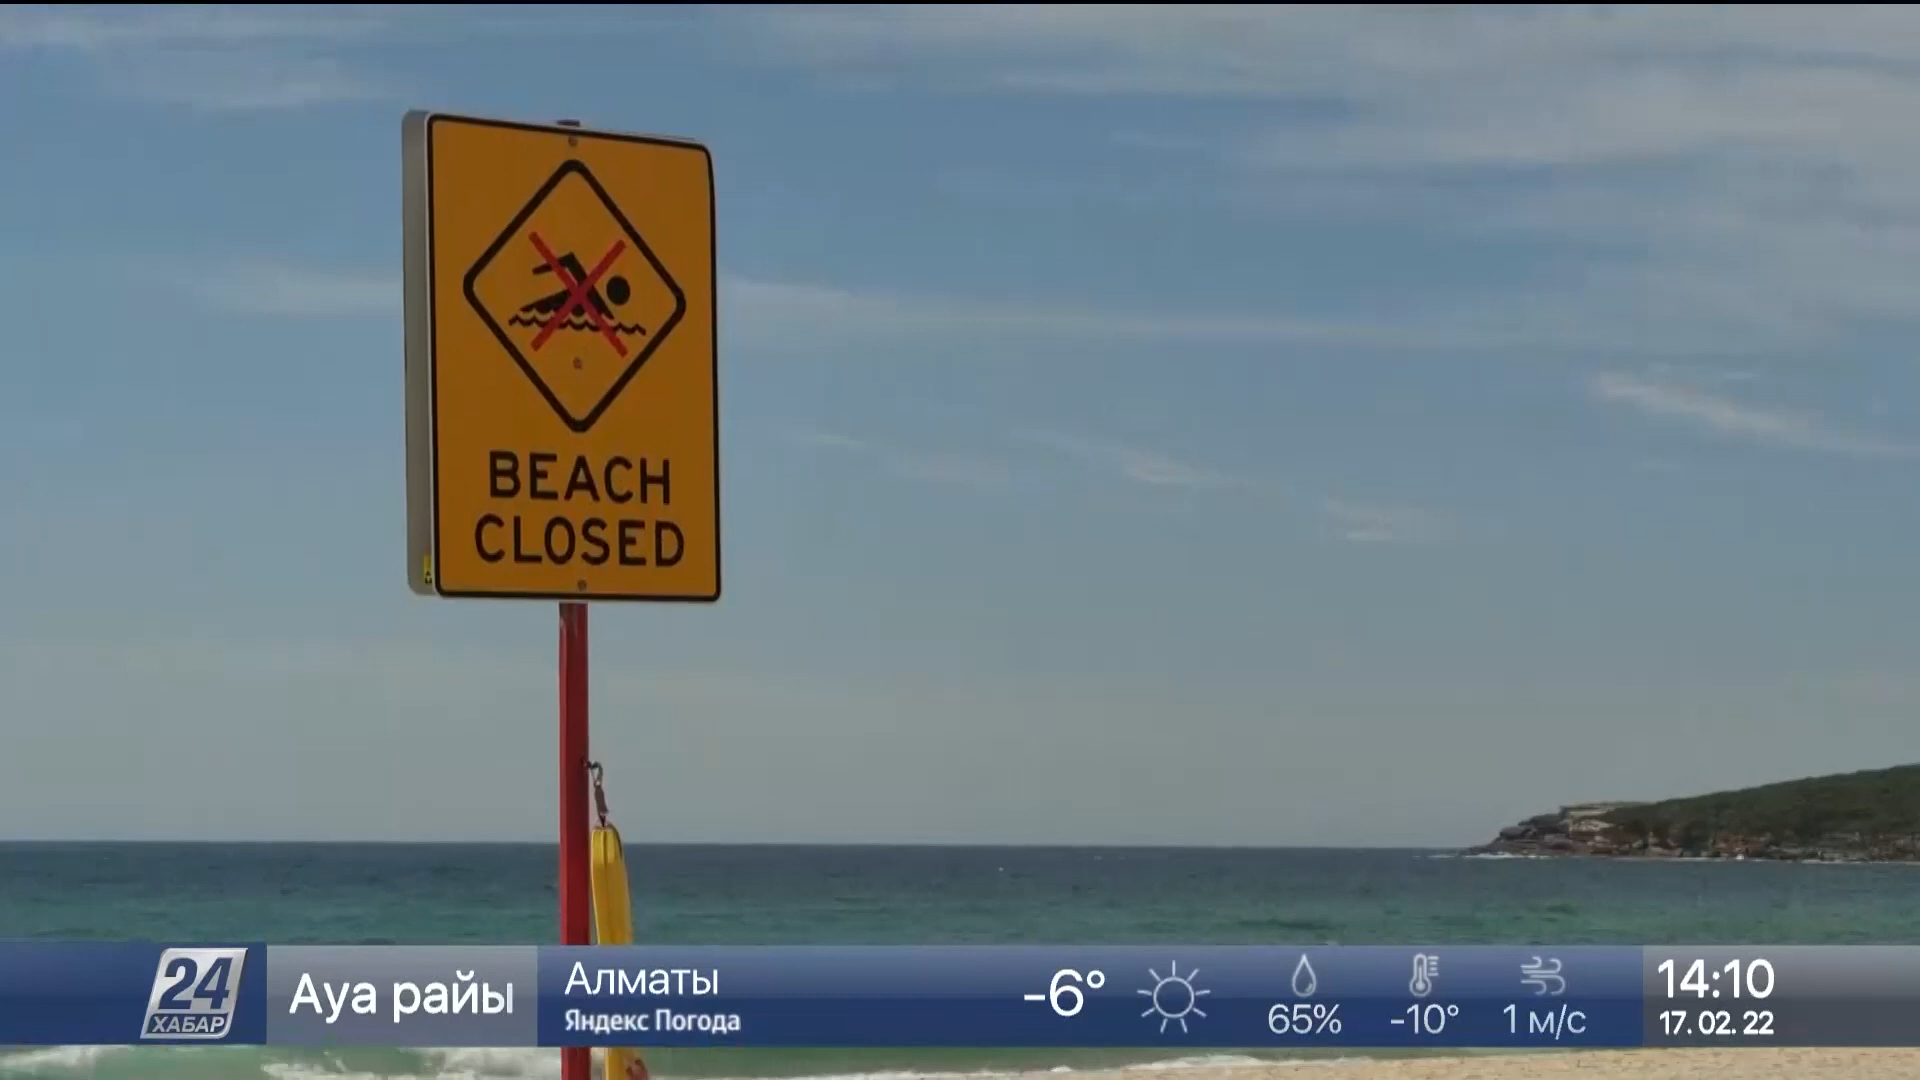 BEACH
CLOSED
24
ХАБАР
Ауа райы
Алматы
Яндекс Погода
-6°
65%
-10°
1 м/с
14:10
17. 02. 22